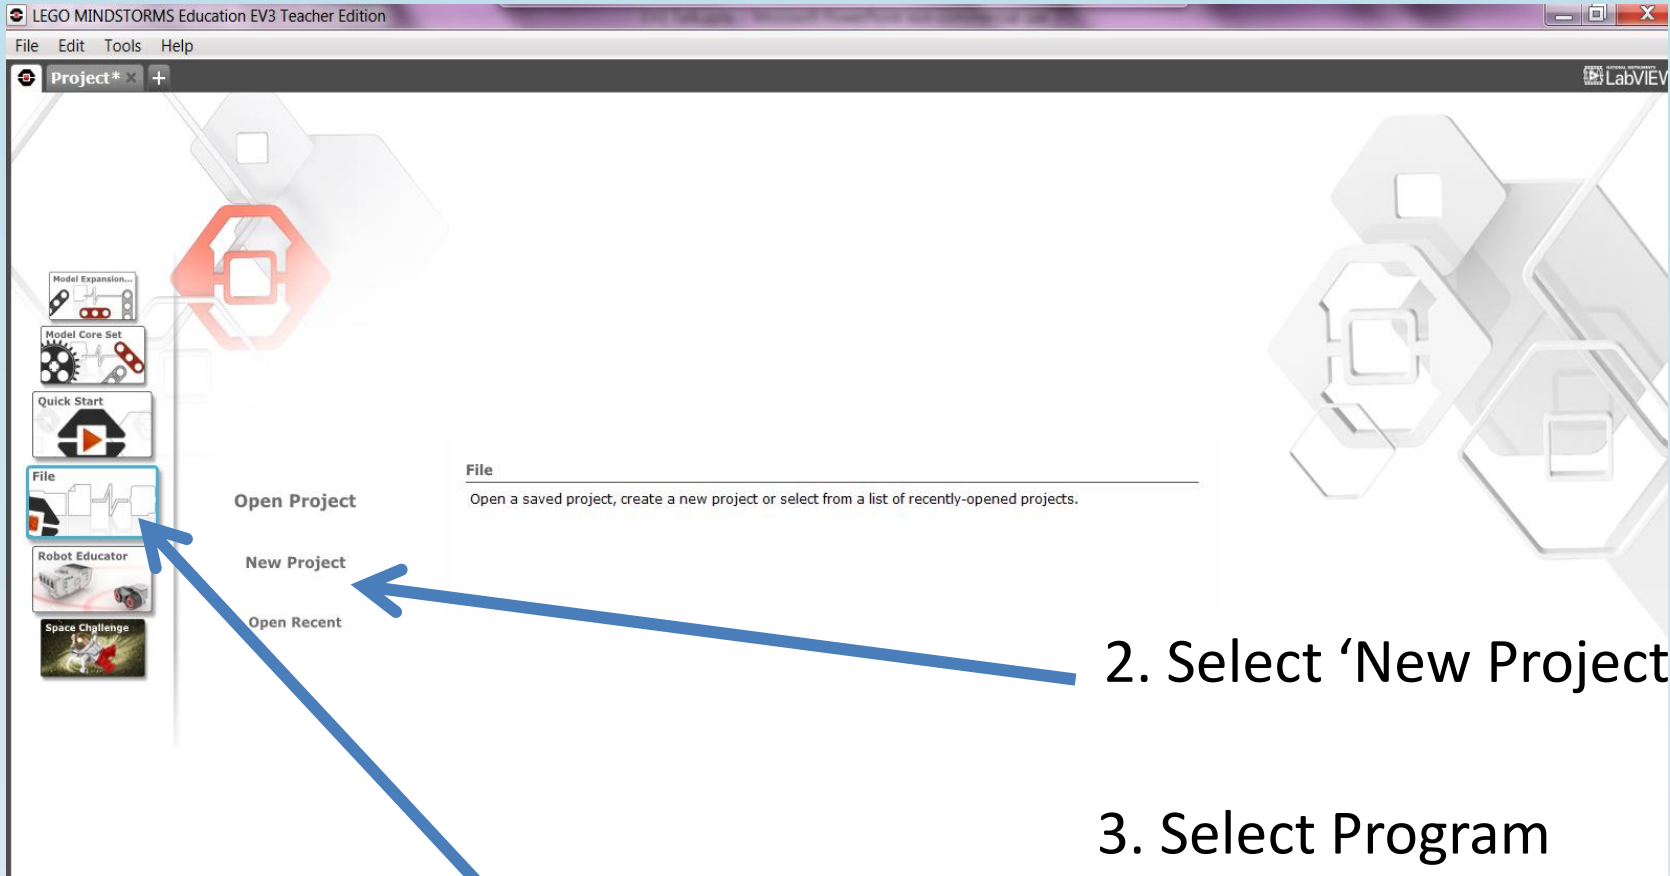 LEGO MINDSTORMS Education EV3 Teacher Edition
File Edit Tools Help
Project*
LabVIEW
Model Expansion...
Model Core Set
Quick Start
File
Robot Educator
Space Challenge
Open Project
New Project
Open Recent
File
Open a saved project, create a new project or select from a list of recently-opened projects.
2. Select ‘New Project
3. Select Program